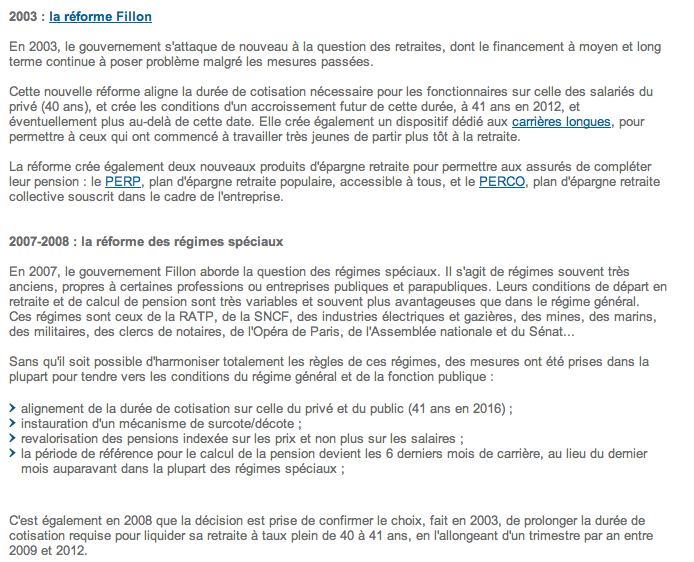 2003 : la réforme Fillon
En 2003, le gouvernement s'attaque de nouveau à la question des retraites, dont le financement à moyen et long
terme continue à poser problème malgré les mesures passées.
Cette nouvelle réforme aligne la durée de cotisation nécessaire pour les fonctionnaires sur celle des salariés du
privé (40 ans), et crée les conditions d'un accroissement futur de cette durée, à 41 ans en 2012, et
éventuellement plus au-delà de cette date. Elle crée également un dispositif dédié aux carrières longues, pour
permettre à ceux qui ont commencé à travailler très jeunes de partir plus tôt à la retraite.
La réforme crée également deux nouveaux produits d'épargne retraite pour permettre aux assurés de compléter
leur pension : le PERP, plan d'épargne retraite populaire, accessible à tous, et le PERCO, plan d'épargne retraite
collective souscrit dans le cadre de l'entreprise.
2007-2008 : la réforme des régimes spéciaux
En 2007, le gouvernement Fillon aborde la question des régimes spéciaux. Il s'agit de régimes souvent très
anciens, propres à certaines professions ou entreprises publiques et parapubliques. Leurs conditions de départ en
retraite et de calcul de pension sont très variables et souvent plus avantageuses que dans le régime général.
Ces régimes sont ceux de la RATP, de la SNCF, des industries électriques et gazières, des mines, des marins,
des militaires, des clercs de notaires, de l'Opéra de Paris, de l'Assemblée nationale et du Sénat...
Sans qu'il soit possible d'harmoniser totalement les règles de ces régimes, des mesures ont été prises dans la
plupart pour tendre vers les conditions du régime général et de la fonction publique :
alignement de la durée de cotisation sur celle du privé et du public (41 ans en 2016) ;
instauration d'un mécanisme de surcote/décote ;
revalorisation des pensions indexée sur les prix et non plus sur les salaires ;
la période de référence pour le calcul de la pension devient les 6 derniers mois de carrière, au lieu du dernier
mois auparavant dans la plupart des régimes spéciaux ;
C'est également en 2008 que la décision est prise de confirmer le choix, fait en 2003, de prolonger la durée de
cotisation requise pour liquider sa retraite à taux plein de 40 à 41 ans, en l'allongeant d'un trimestre par an entre
2009 et 2012.